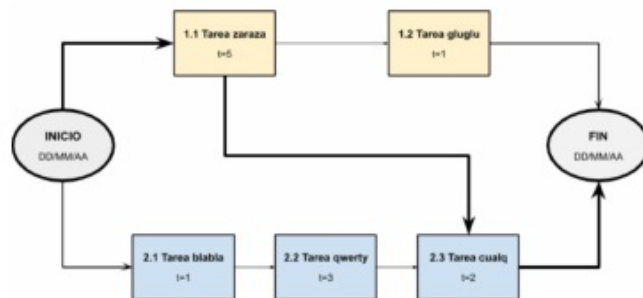 1.1 Tarea zaraza
t=5
1.2 Tarea gluglu
t=1
INICIO
DD/MM/AA
FIN
DD/MM/AA
2.1 Tarea blabla
t=1
2.2 Tarea qwerty
t=3
2.3 Tarea cualq
t=2